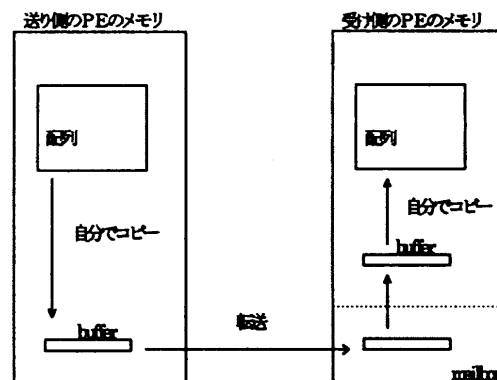 送り側のPEのメモリ
受け側のPEのメモリ
配列
配列
自分でコピー
自分でコピー
buffer
buffer
転送
mailbox